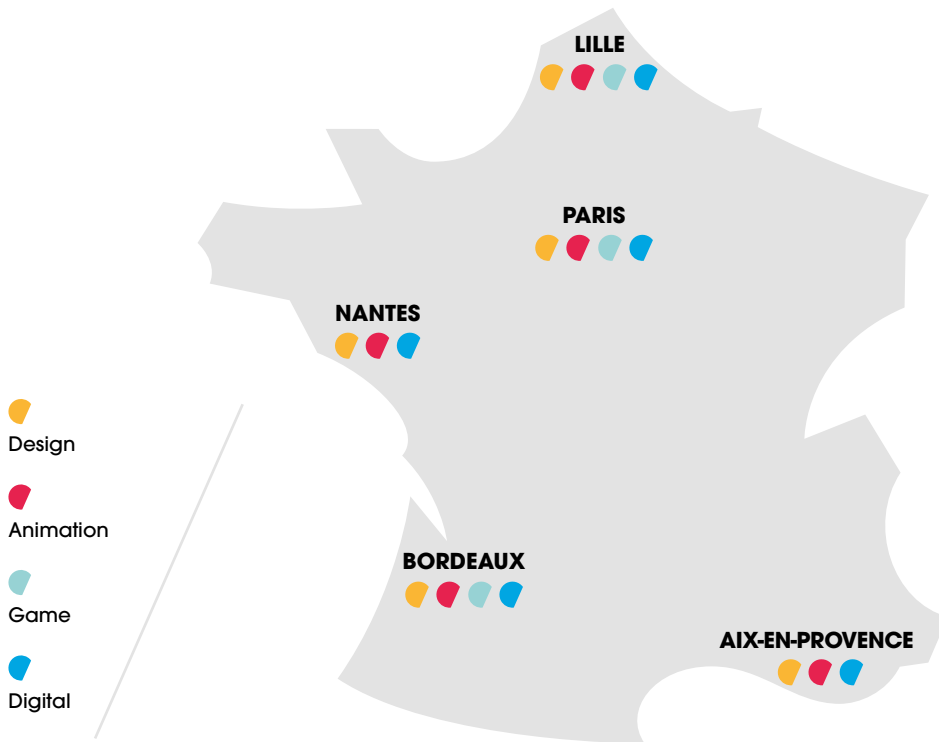 LILLE
PARIS
NANTES
Design
Animation
BORDEAUX
Game
AIX-EN-PROVENCE
Digital